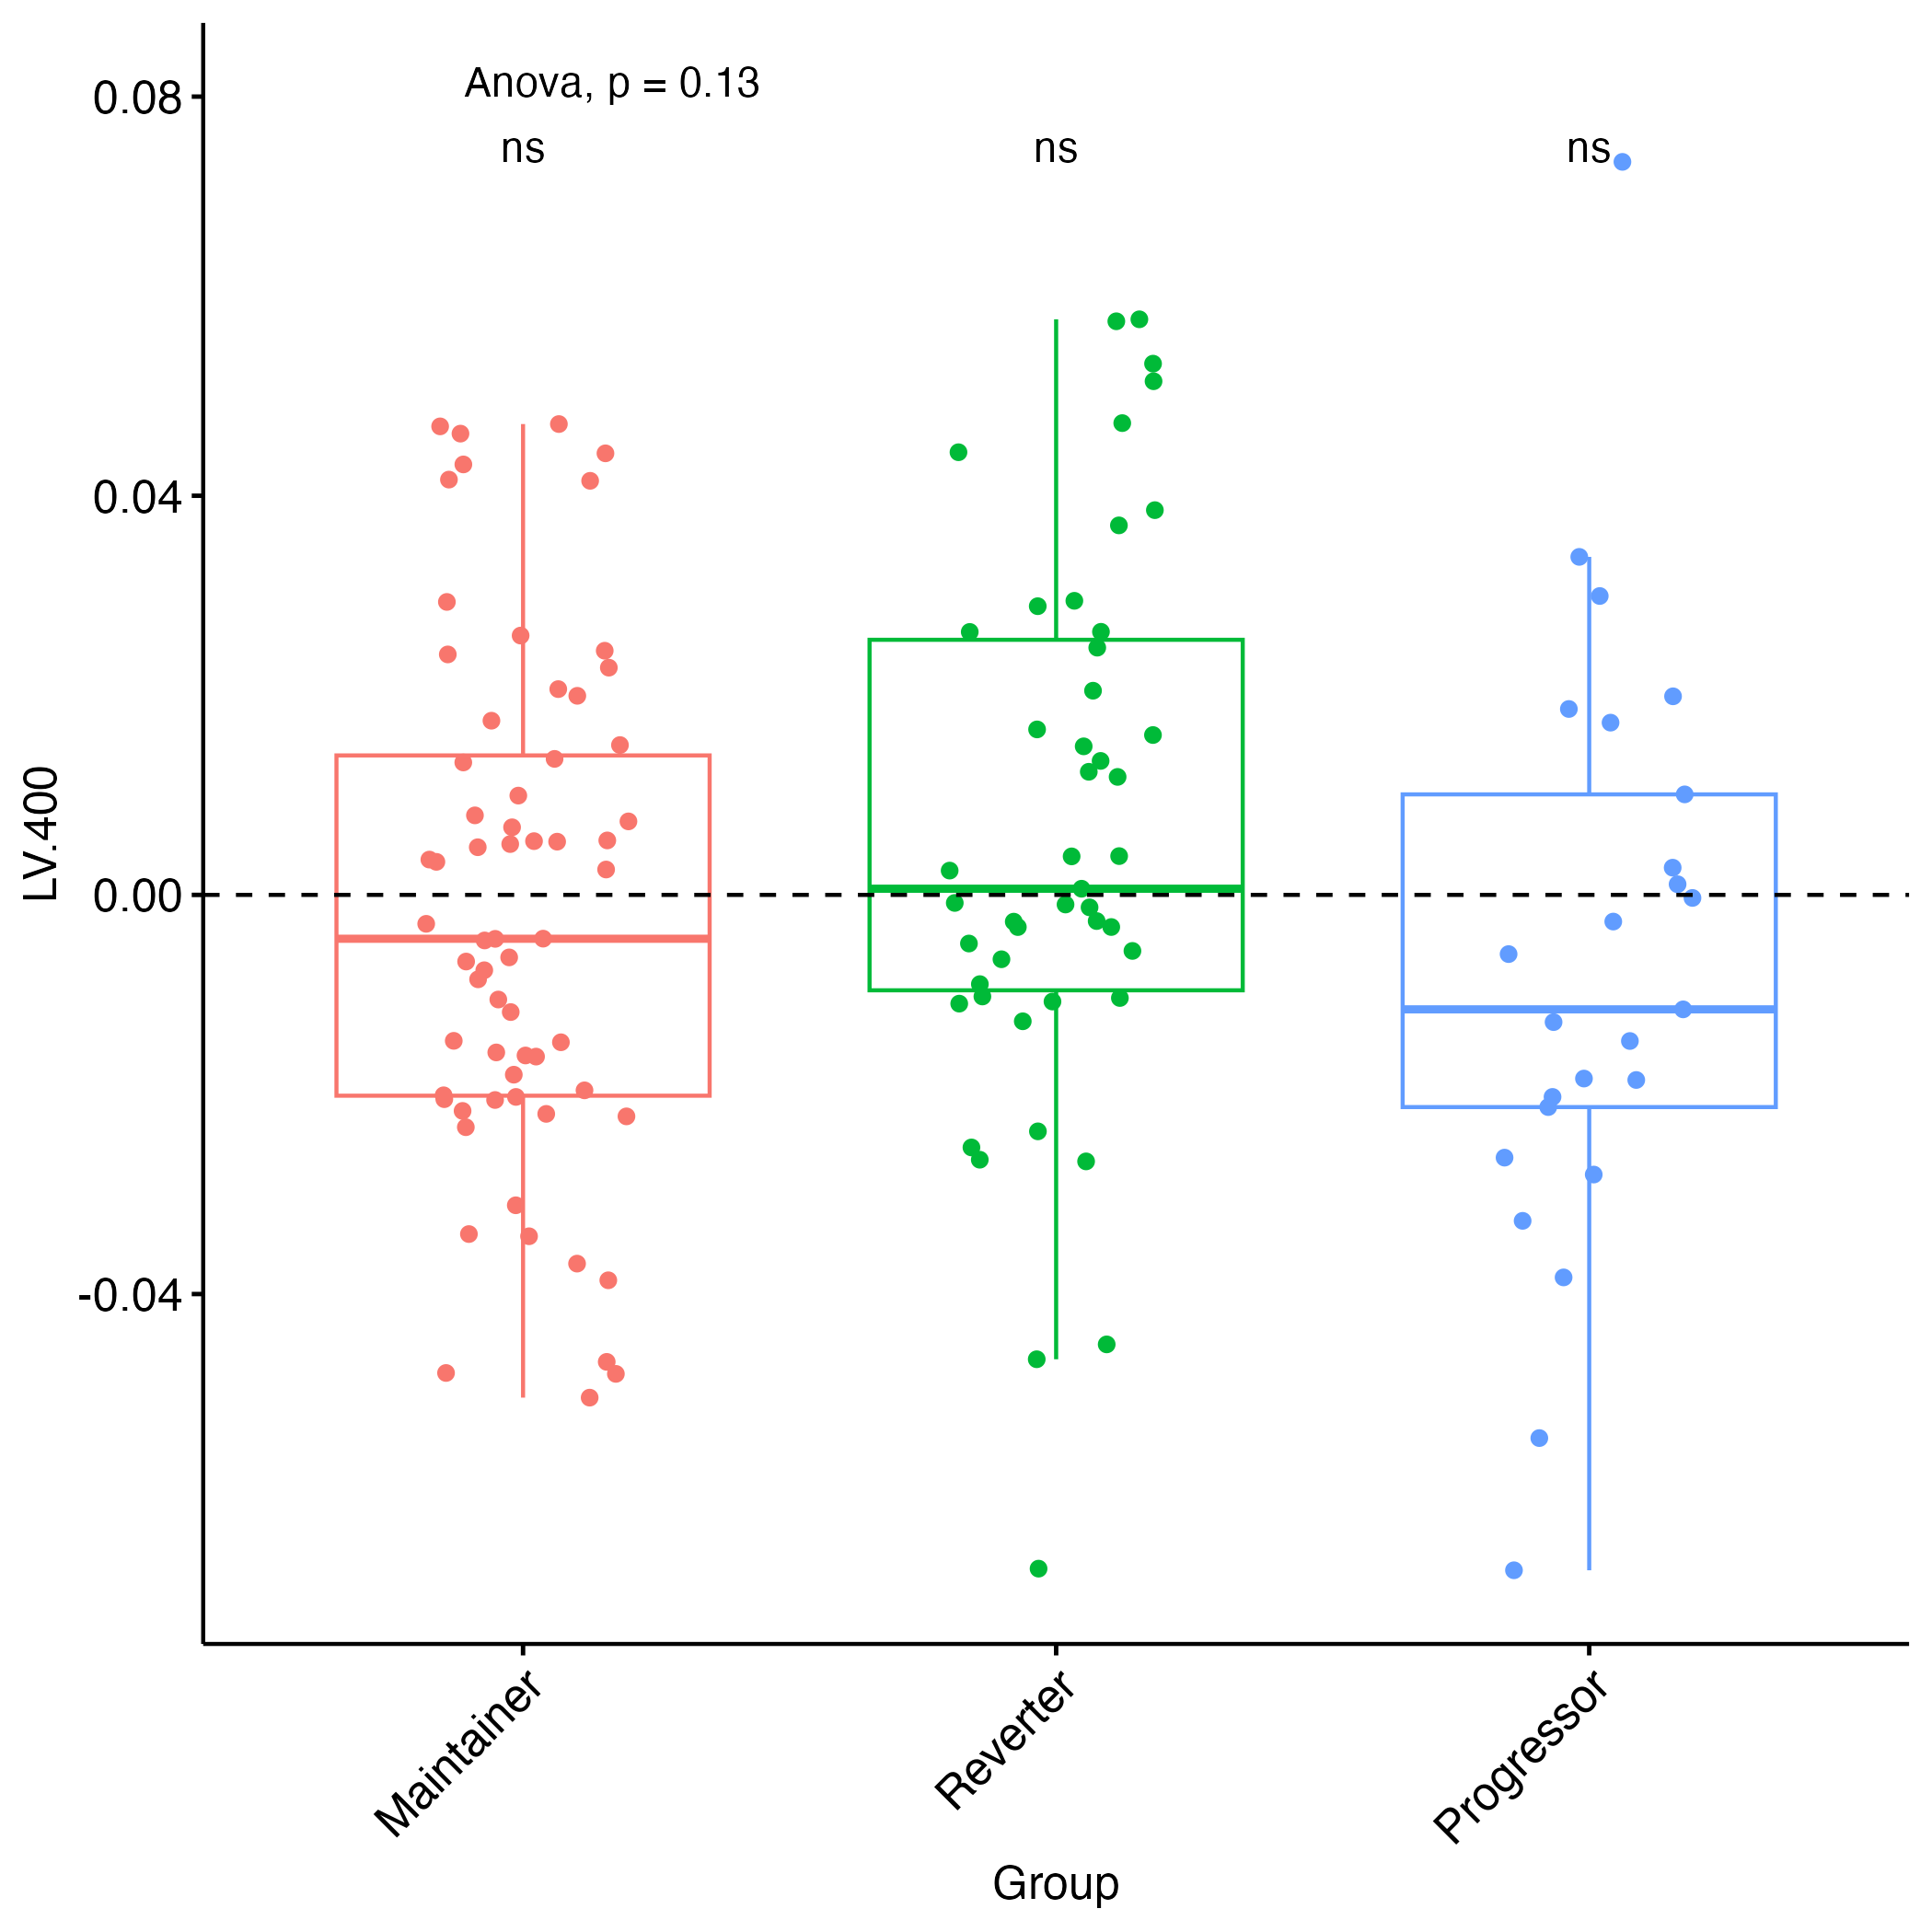 Anova, p = 0.13
ns ns ns
0.08
0.04
0.00
-0.04
LV.400
Maintainer Reverter Progressor
Group